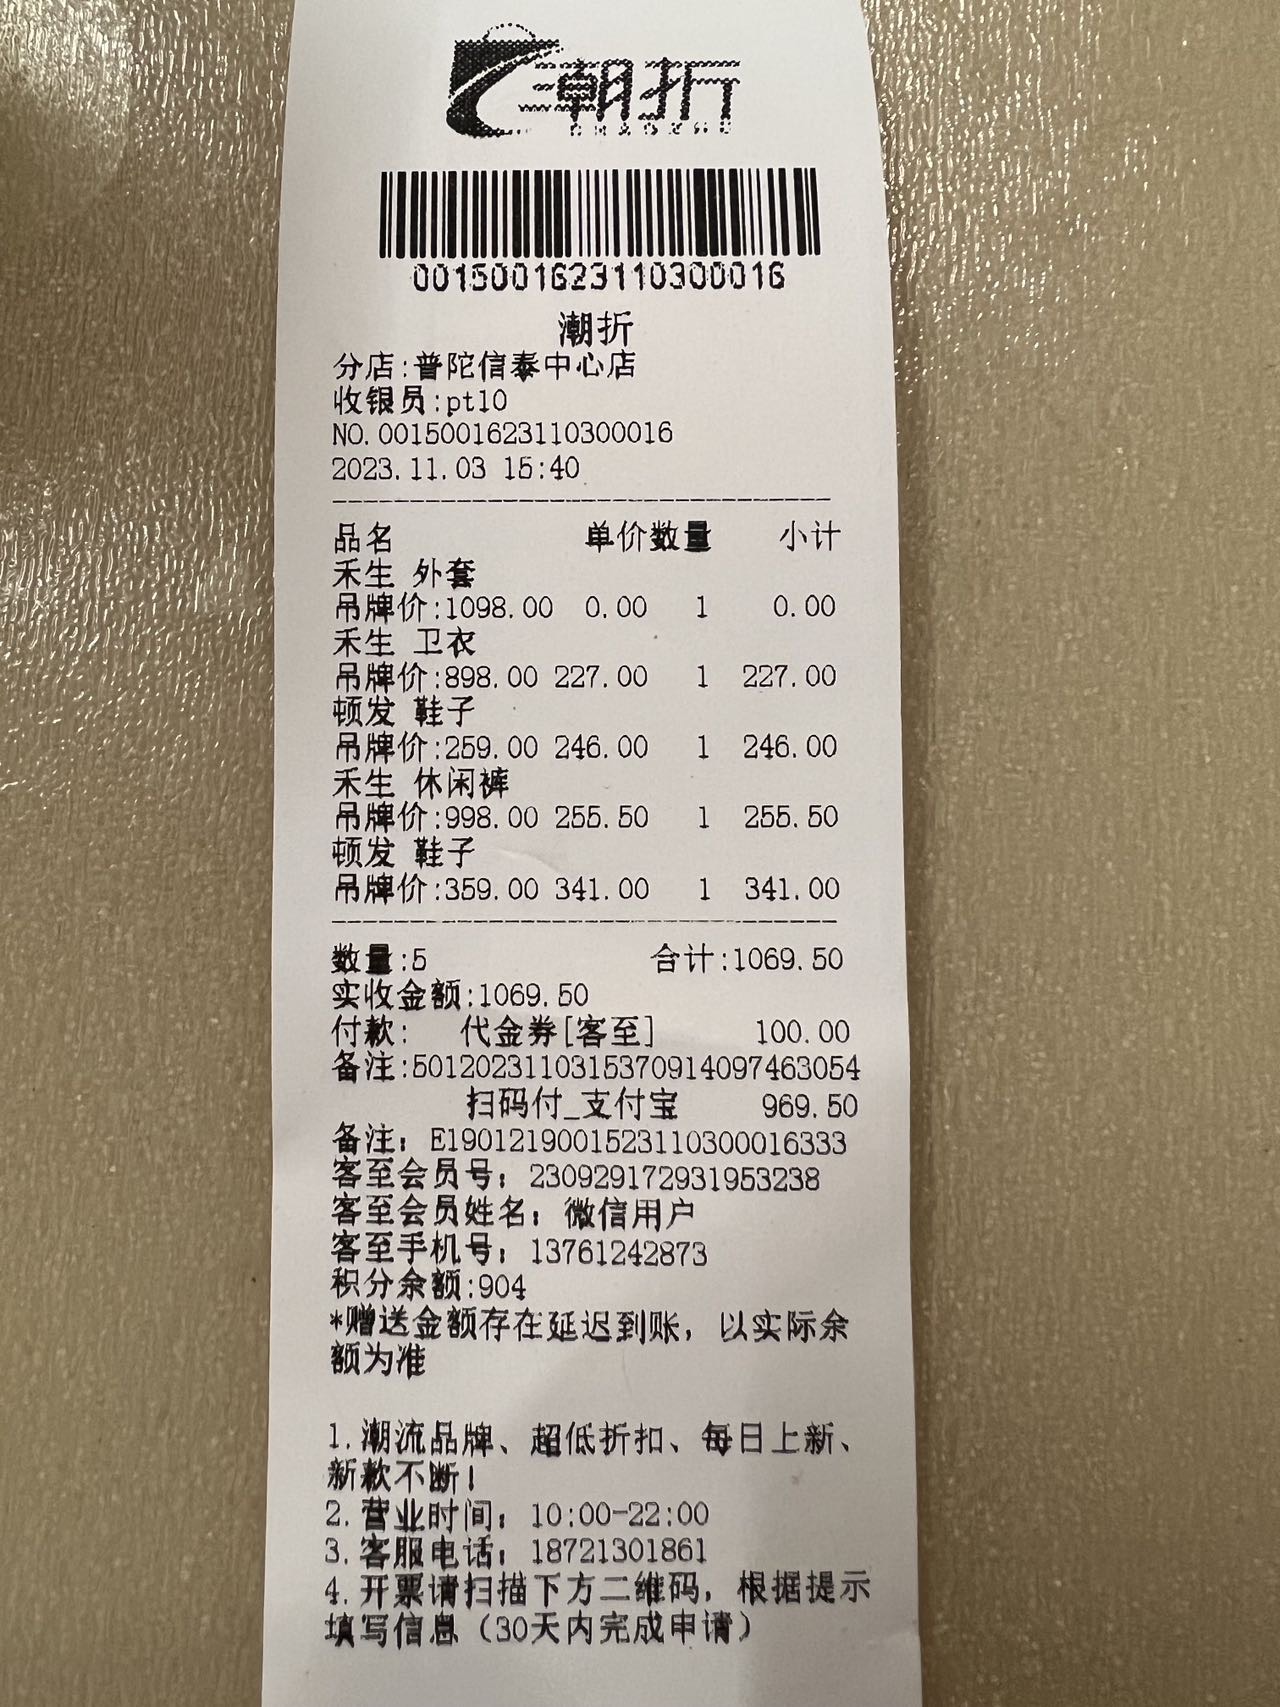 潮折
CHAOZHE
0015001623110300016
潮折
分店:普陀信泰中心店
收银员:pt10
NO.0015001623110300016
2023.11.03 15:40
品名 单价数量 小计
禾生 外套
吊牌价:1098.00 0.00 1 0.00
禾生 卫衣
吊牌价:898.00 227.00 1 227.00
顿发 鞋子
吊牌价:259.00 246.00 1 246.00
禾生 休闲裤
吊牌价:998.00 255.50 1 255.50
顿发 鞋子
吊牌价:359.00 341.00 1 341.00
数量:5 合计:1069.50
实收金额:1069.50
付款: 代金券[客至] 100.00
备注:5012023110315370914097463054
扫码付_支付宝 969.50
备注：E19012190015231103000163​33
客至会员号：230929172931953238
客至会员姓名：微信用户
客至手机号：13761242873
积分余额:904
*赠送金额存在延迟到账，以实际余
额为准
1.潮流品牌、超低折扣、每日上新、
新款不断！
2.营业时间：10:00-22:00
3.客服电话：18721301861
4.开票请扫描下方二维码，根据提示
填写信息（30天内完成申请）